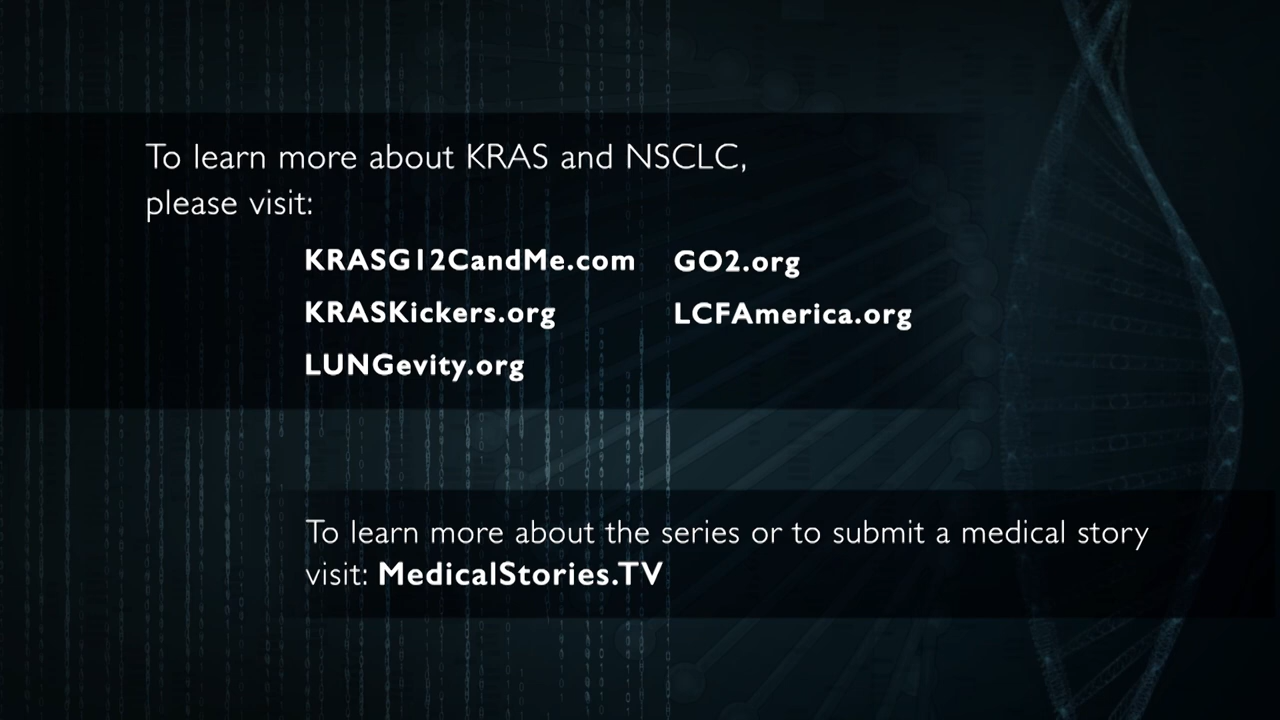 To learn more about KRAS and NSCLC,
please visit:
KRASG12CandMe.com
KRASKickers.org
LUNGevity.org
GO2.org
LCFAmerica.org
To learn more about the series or to submit a medical story
visit: MedicalStories.TV